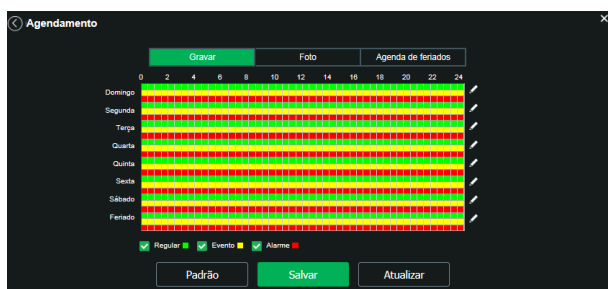 Agendamento
Gravar Foto Agenda de feriados
0 2 4 6 8 10 12 14 16 18 20 22 24
Domingo
Segunda
Terça
Quarta
Quinta
Sexta
Sábado
Feriado
Regular Evento Alarme
Padrão Salvar Atualizar